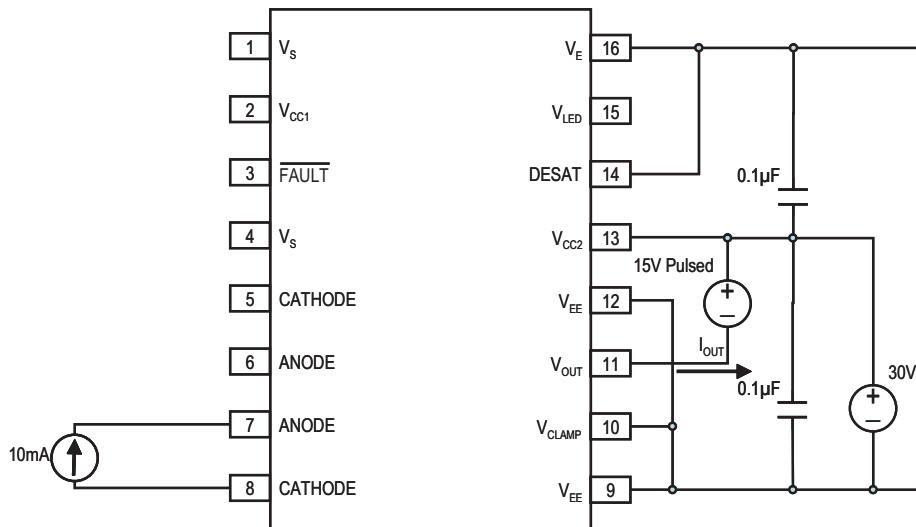 1 V_S V_E 16
2 V_CC1 V_LED 15
3 FAULT DESAT 14
0.1µF
4 V_S V_CC2 13
15V Pulsed
5 CATHODE V_EE 12
+
–
I_OUT
6 ANODE V_OUT 11
30V
0.1µF
+
–
7 ANODE V_CLAMP 10
10mA
8 CATHODE V_EE 9